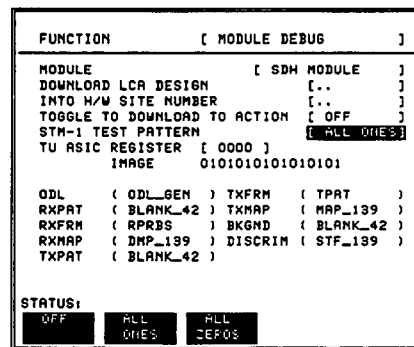 FUNCTION [ MODULE DEBUG ]
MODULE [ SDH MODULE ]
DOWNLOAD LCA DESIGN [.. ]
INTO H/W SITE NUMBER [.. ]
TOGGLE TO DOWNLOAD TO ACTION [ OFF ]
STM-1 TEST PATTERN [ ALL ONES]
TU ASIC REGISTER [ 0000 ]
IMAGE 0101010101010101
ODL ( ODL_GEN ) TXFRM ( TPAT )
RXPAT ( BLANK_42 ) TXMAP ( MAP_139 )
RXFRM ( RPRBS ) BKGND ( BLANK_42 )
RXMAP ( DMP_139 ) DISCRIM ( STF_139 )
TXPAT ( BLANK_42 )
STATUS:
OFF ALL ONES ALL ZEROS